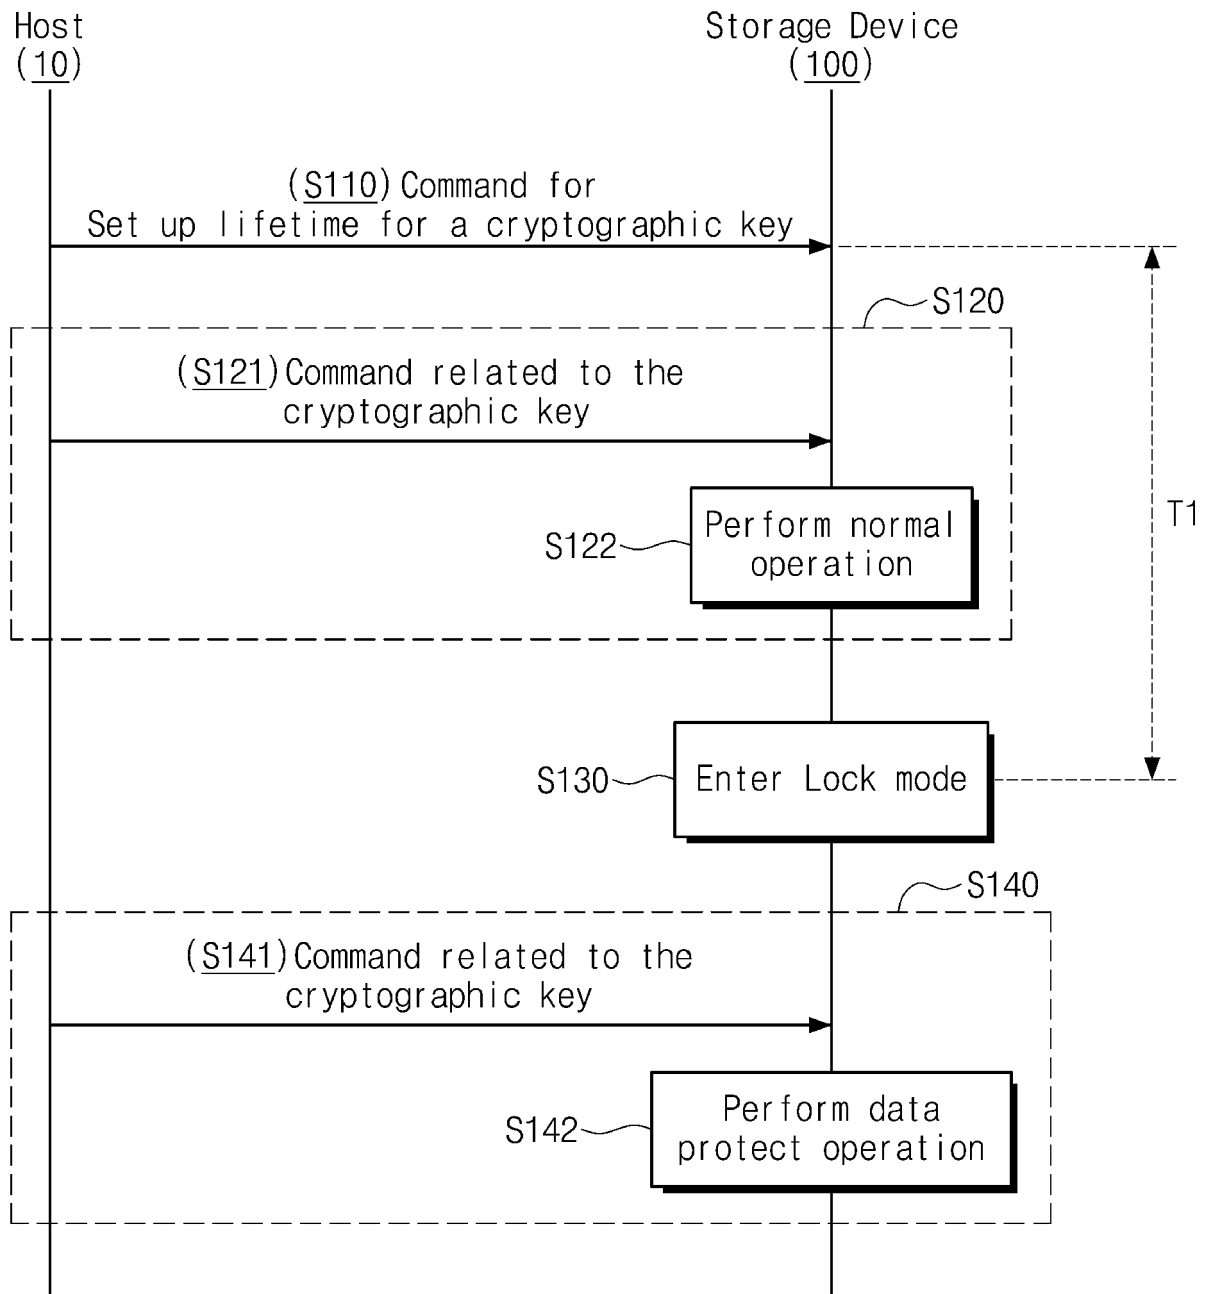 Host
(10)
Storage Device
(100)
(S110) Command for
Set up lifetime for a cryptographic key
S120
(S121) Command related to the
cryptographic key
S122
Perform normal
operation
T1
S130
Enter Lock mode
S140
(S141) Command related to the
cryptographic key
S142
Perform data
protect operation